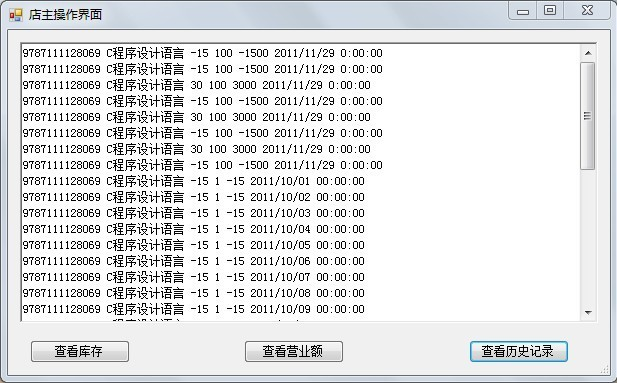 店主操作界面
9787111128069 C程序设计语言 -15 100 -1500 2011/11/29 0:00:00
9787111128069 C程序设计语言 -15 100 -1500 2011/11/29 0:00:00
9787111128069 C程序设计语言 30 100 3000 2011/11/29 0:00:00
9787111128069 C程序设计语言 -15 100 -1500 2011/11/29 0:00:00
9787111128069 C程序设计语言 30 100 3000 2011/11/29 0:00:00
9787111128069 C程序设计语言 -15 100 -1500 2011/11/29 0:00:00
9787111128069 C程序设计语言 30 100 3000 2011/11/29 0:00:00
9787111128069 C程序设计语言 -15 100 -1500 2011/11/29 0:00:00
9787111128069 C程序设计语言 -15 1 -15 2011/10/01 00:00:00
9787111128069 C程序设计语言 -15 1 -15 2011/10/02 00:00:00
9787111128069 C程序设计语言 -15 1 -15 2011/10/03 00:00:00
9787111128069 C程序设计语言 -15 1 -15 2011/10/04 00:00:00
9787111128069 C程序设计语言 -15 1 -15 2011/10/05 00:00:00
9787111128069 C程序设计语言 -15 1 -15 2011/10/06 00:00:00
9787111128069 C程序设计语言 -15 1 -15 2011/10/07 00:00:00
9787111128069 C程序设计语言 -15 1 -15 2011/10/08 00:00:00
9787111128069 C程序设计语言 -15 1 -15 2011/10/09 00:00:00
查看库存 查看营业额 查看历史记录